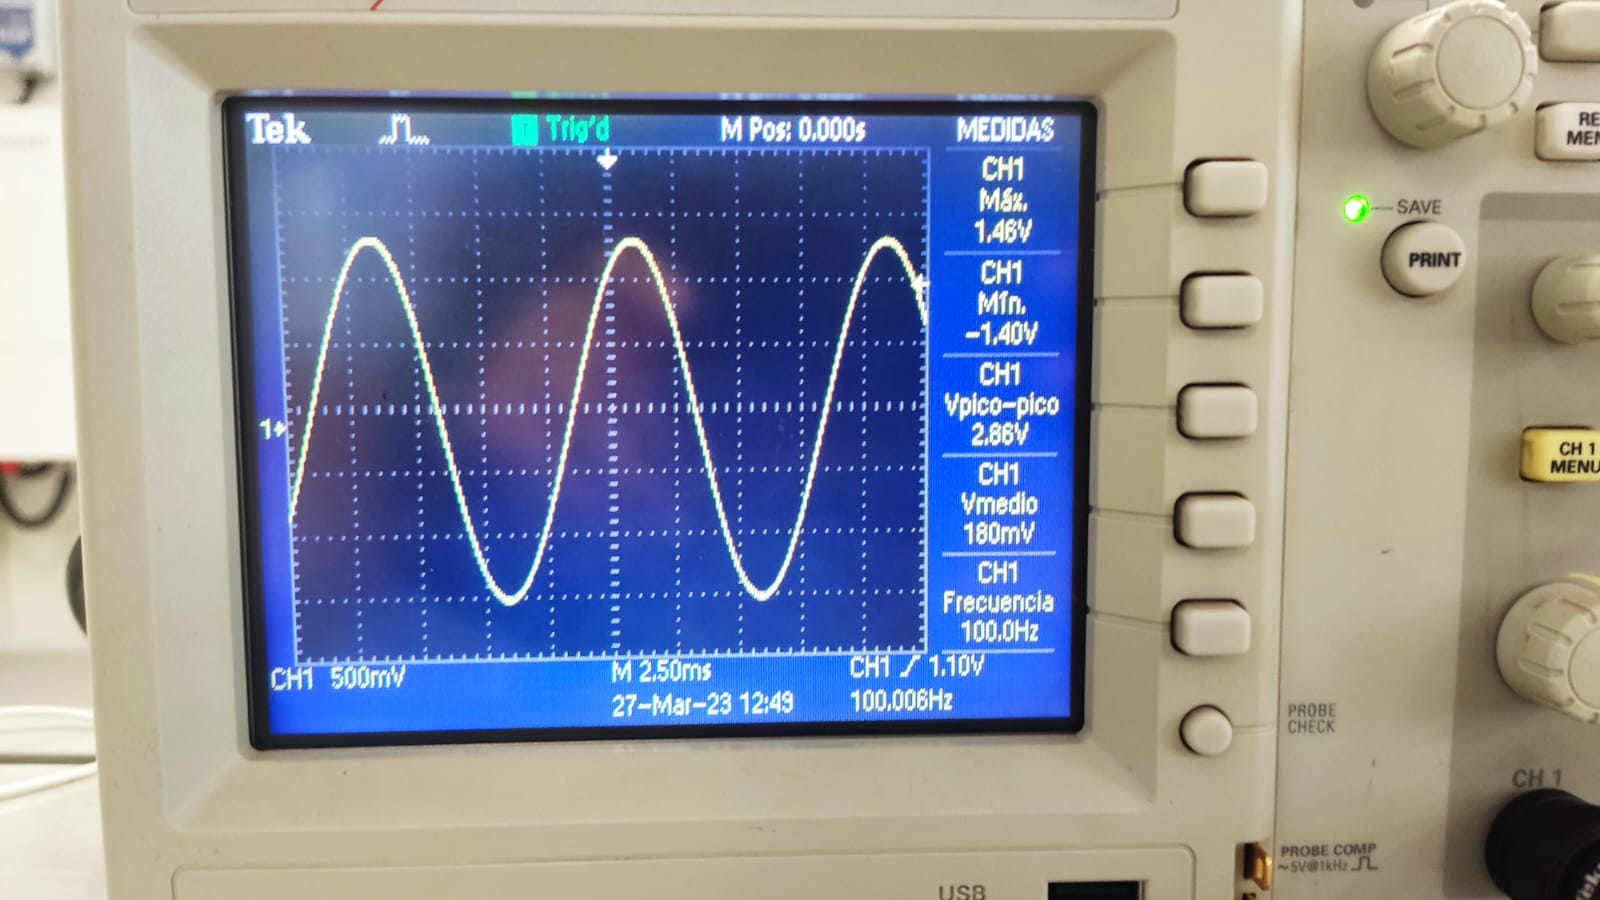 Tek Trig'd M Pos: 0.000s MEDIDAS
CH1
Máx.
1.46V
CH1
Mín.
-1.40V
CH1
Vpico-pico
2.86V
CH1
Vmedio
180mV
CH1
Frecuencia
100.0Hz
1
CH1 500mV M 2.50ms CH1 1.10V
27-Mar-23 12:49 100.006Hz
SAVE
PRINT
CH 1
MENU
PROBE
CHECK
CH 1
PROBE COMP
~5V@1kHz
USB